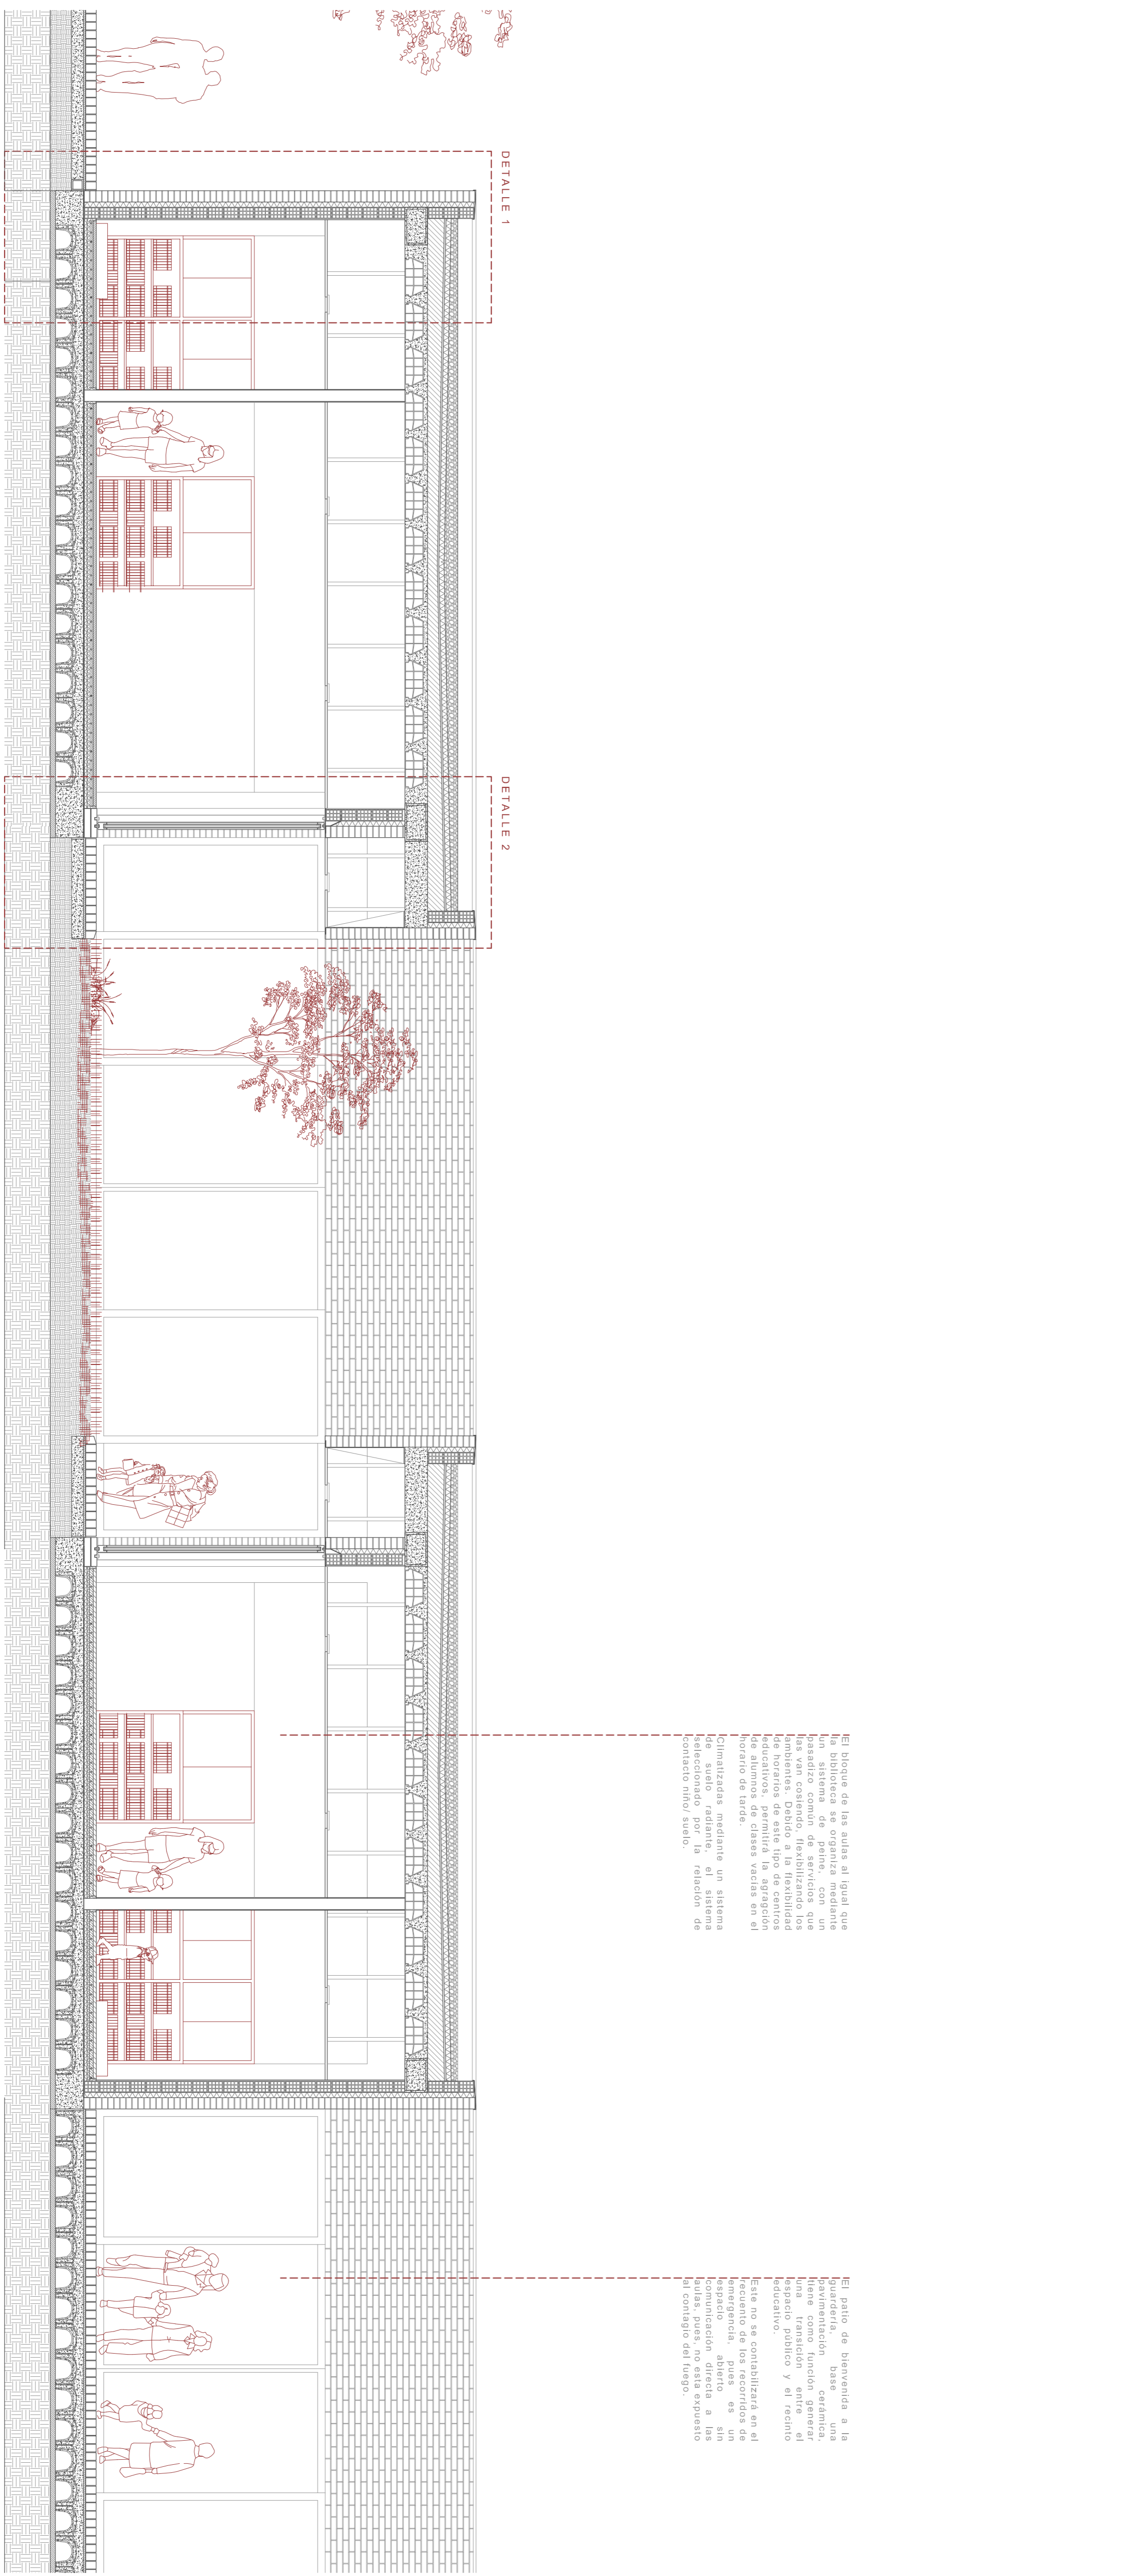 DETALLE 1
DETALLE 2
El bloque de las aulas al igual que
la biblioteca se organiza mediante
un sistema de peine, con un
pasadizo común de servicios que
las van cosiendo, flexibilizando los
ambientes. Debido a la flexibilidad
de horarios de este tipo de centros
educativos, permitirá la agragción
de alumnos de clases vacías en el
horario de tarde.
Climatizadas mediante un sistema
de suelo radiante, el sistema
seleccionado por la relación de
contacto niño/ suelo.
El patio de bienvenida a la
guardería, base una
pavimentación cerámica,
tiene como función generar
una transición entre el
espacio público y el recinto
educativo.
Este no se contabilizará en el
recuento de los recorridos de
emergencia, pues es un
espacio abierto sin
comunicación directa a las
aulas, pues, no esta expuesto
al contagio del fuego.